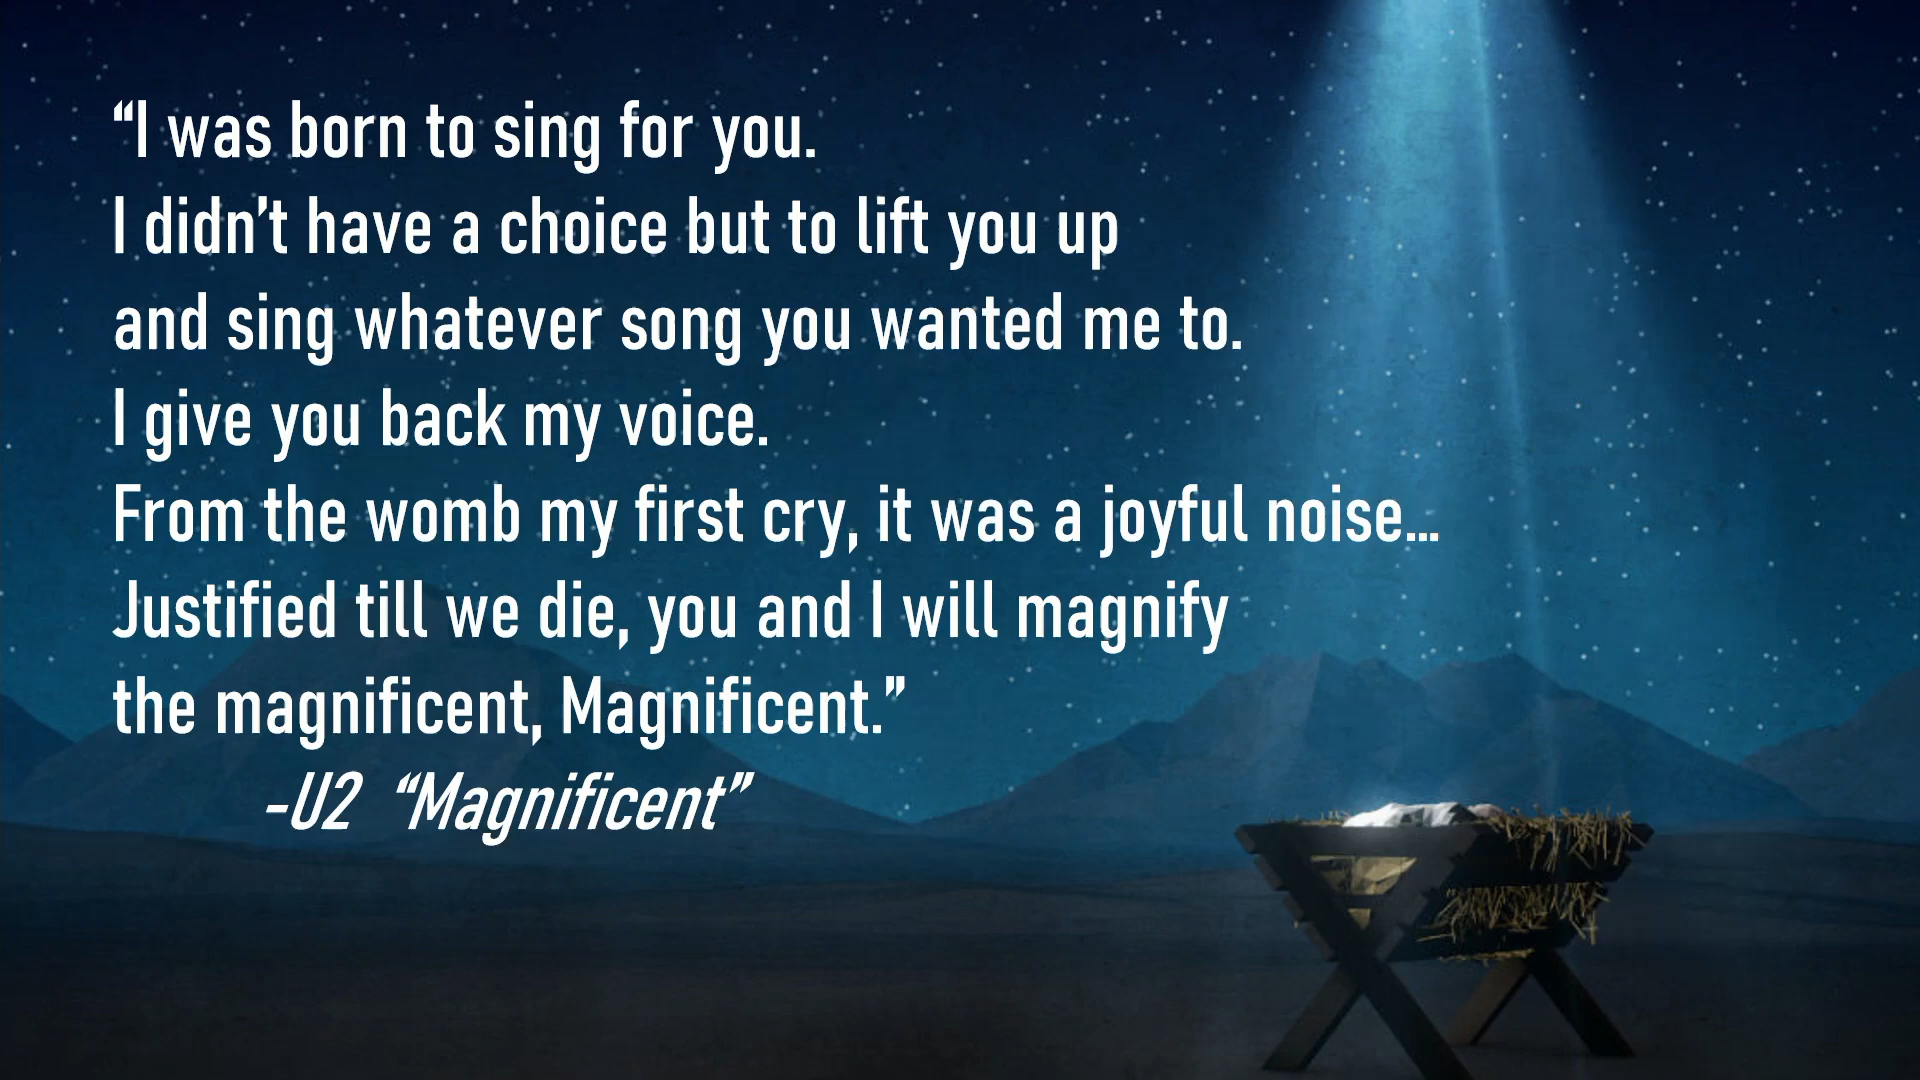 “I was born to sing for you.
I didn’t have a choice but to lift you up
and sing whatever song you wanted me to.
I give you back my voice.
From the womb my first cry, it was a joyful noise…
Justified till we die, you and I will magnify
the magnificent, Magnificent.”
-U2 “Magnificent”